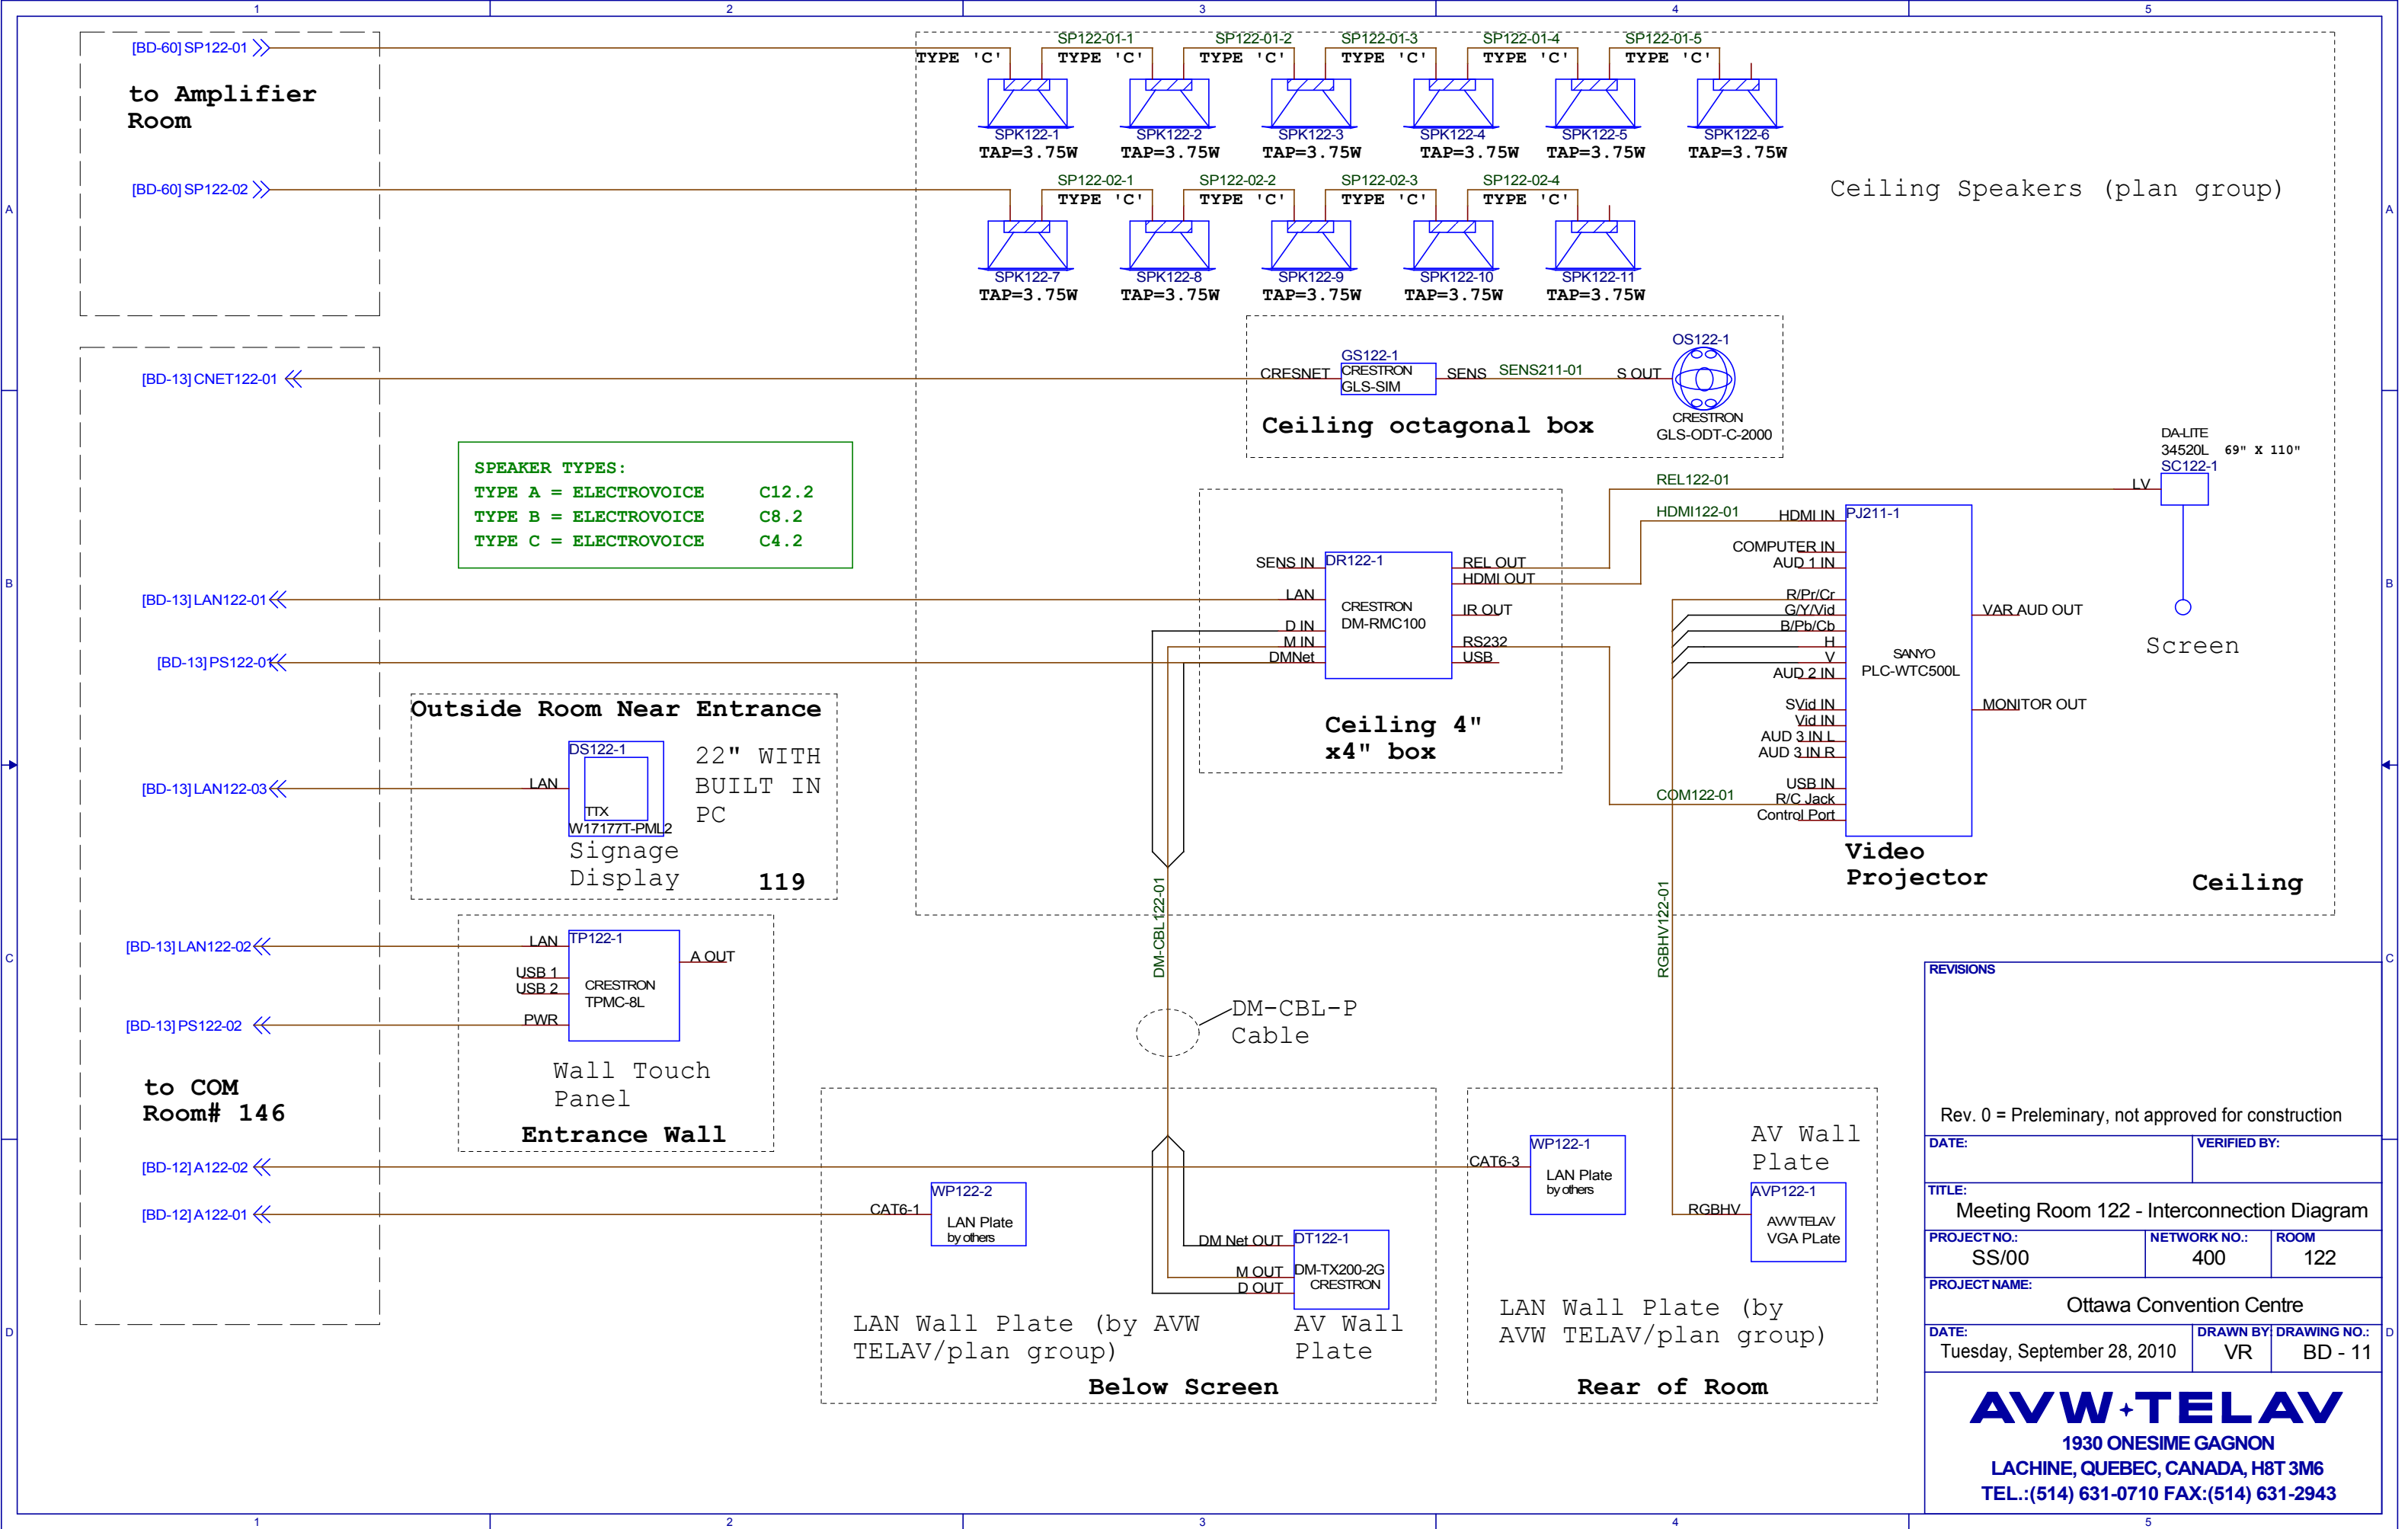 1 2 3 4 5
[BD-60] SP122-01
to Amplifier
Room
[BD-60] SP122-02
SP122-01-1 SP122-01-2 SP122-01-3 SP122-01-4 SP122-01-5
TYPE 'C' TYPE 'C' TYPE 'C' TYPE 'C' TYPE 'C' TYPE 'C'
SPK122-1 SPK122-2 SPK122-3 SPK122-4 SPK122-5 SPK122-6
TAP=3.75W TAP=3.75W TAP=3.75W TAP=3.75W TAP=3.75W TAP=3.75W
SP122-02-1 SP122-02-2 SP122-02-3 SP122-02-4
TYPE 'C' TYPE 'C' TYPE 'C' TYPE 'C'
SPK122-7 SPK122-8 SPK122-9 SPK122-10 SPK122-11
TAP=3.75W TAP=3.75W TAP=3.75W TAP=3.75W TAP=3.75W
Ceiling Speakers (plan group)
A A
[BD-13] CNET122-01
CRESNET
GS122-1
CRESTRON
GLS-SIM
SENS SENS211-01 S OUT
OS122-1
CRESTRON
GLS-ODT-C-2000
Ceiling octagonal box
SPEAKER TYPES:
TYPE A = ELECTROVOICE C12.2
TYPE B = ELECTROVOICE C8.2
TYPE C = ELECTROVOICE C4.2
DA-LITE
34520L 69" X 110"
SC122-1
LV
Screen
REL122-01
HDMI122-01
B B
[BD-13] LAN122-01
[BD-13] PS122-01
SENS IN
LAN
D IN
M IN
DMNet
DR122-1
CRESTRON
DM-RMC100
REL OUT
HDMI OUT
IR OUT
RS232
USB
Ceiling 4"
x4" box
HDMI IN
COMPUTER IN
AUD 1 IN
R/Pr/Cr
G/Y/Vid
B/Pb/Cb
H
V
AUD 2 IN
SVid IN
Vid IN
AUD 3 IN L
AUD 3 IN R
USB IN
R/C Jack
Control Port
COM122-01
PJ211-1
SANYO
PLC-WTC500L
VAR AUD OUT
MONITOR OUT
Video
Projector
Ceiling
Outside Room Near Entrance
[BD-13] LAN122-03
LAN
DS122-1
TTX
W17177T-PML2
22" WITH
BUILT IN
PC
Signage
Display
119
C C
[BD-13] LAN122-02
[BD-13] PS122-02
LAN
USB 1
USB 2
PWR
TP122-1
CRESTRON
TPMC-8L
A OUT
Wall Touch
Panel
Entrance Wall
DM-CBL122-01
DM-CBL-P
Cable
RGBHV122-01
to COM
Room# 146
[BD-12] A122-02
[BD-12] A122-01
CAT6-1
WP122-2
LAN Plate
by others
DM Net OUT
M OUT
D OUT
DT122-1
DM-TX200-2G
CRESTRON
LAN Wall Plate (by AVW
TELAV/plan group)
AV Wall
Plate
Below Screen
CAT6-3
WP122-1
LAN Plate
by others
AV Wall
Plate
RGBHV
AVP122-1
AVW TELAV
VGA PLate
LAN Wall Plate (by
AVW TELAV/plan group)
Rear of Room
D D
REVISIONS
Rev. 0 = Preleminary, not approved for construction
DATE: VERIFIED BY:
TITLE:
Meeting Room 122 - Interconnection Diagram
PROJECT NO.: NETWORK NO.: ROOM
SS/00 400 122
PROJECT NAME:
Ottawa Convention Centre
DATE: DRAWN BY: DRAWING NO.:
Tuesday, September 28, 2010 VR BD - 11
AVW TELAV
1930 ONESIME GAGNON
LACHINE, QUEBEC, CANADA, H8T 3M6
TEL.:(514) 631-0710 FAX:(514) 631-2943
1 2 3 4 5